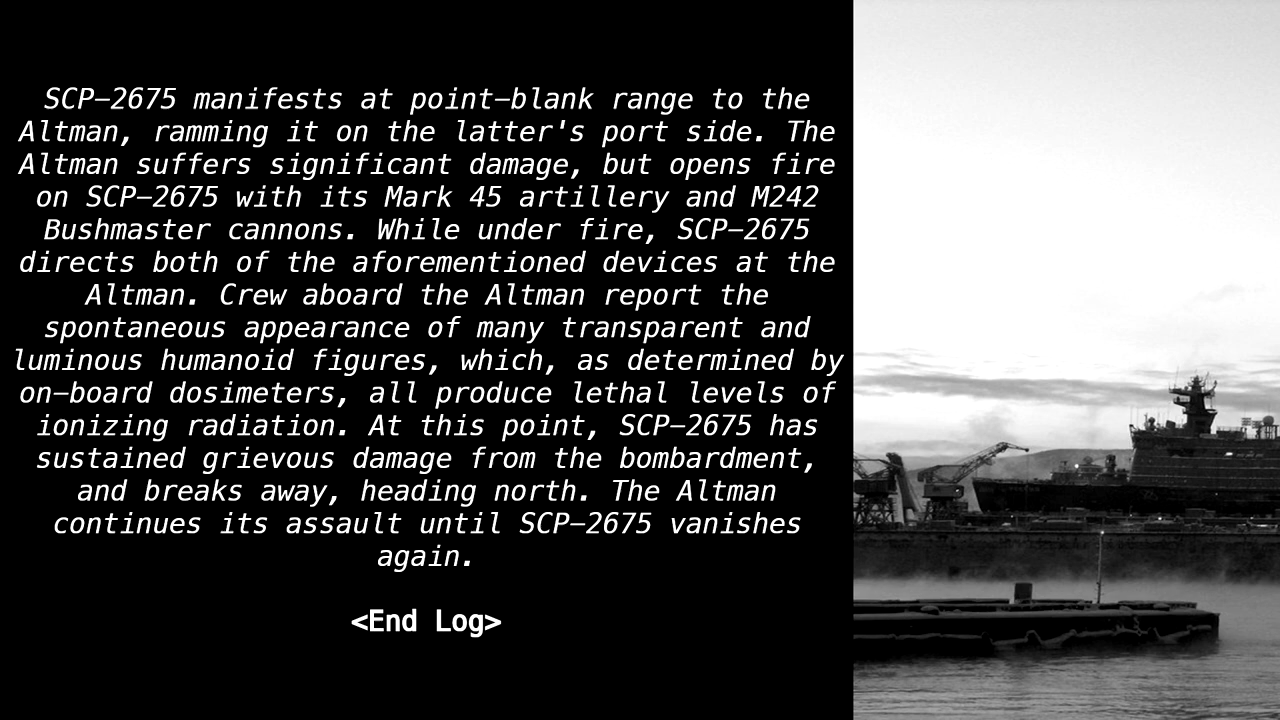 SCP-2675 manifests at point-blank range to the
Altman, ramming it on the latter's port side. The
Altman suffers significant damage, but opens fire
on SCP-2675 with its Mark 45 artillery and M242
Bushmaster cannons. While under fire, SCP-2675
directs both of the aforementioned devices at the
Altman. Crew aboard the Altman report the
spontaneous appearance of many transparent and
luminous humanoid figures, which, as determined by
on-board dosimeters, all produce lethal levels of
ionizing radiation. At this point, SCP-2675 has
sustained grievous damage from the bombardment,
and breaks away, heading north. The Altman
continues its assault until SCP-2675 vanishes
again.
<End Log>